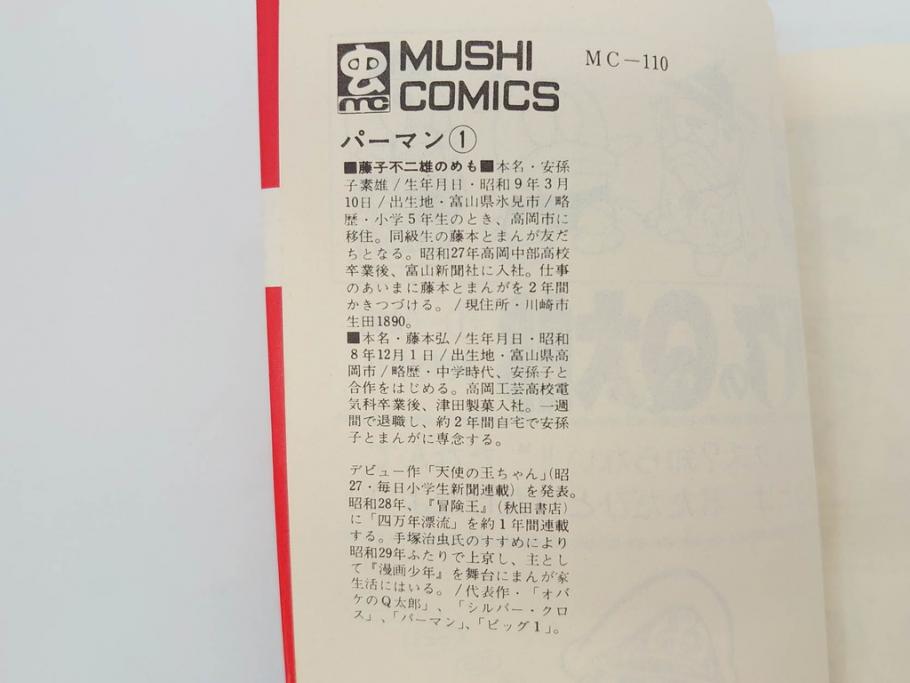 虫
mc
MUSHI
COMICS
MC－110
パーマン①
■藤子不二雄のめも■本名・安孫
子素雄/生年月日・昭和9年3月
10日/出生地・富山県氷見市/略
歴・小学5年生のとき、高岡市に
移住。同級生の藤本とまんが友だ
ちとなる。昭和27年高岡中部高校
卒業後、富山新聞社に入社。仕事
のあいまに藤本とまんがを2年間
かきつづける。/現住所・川崎市
生田1890。
■本名・藤本弘/生年月日・昭和
8年12月1日/出生地・富山県高
岡市/略歴・中学時代、安孫子と
合作をはじめる。高岡工芸高校電
気科卒業後、津田製菓入社。一週
間で退職し、約2年間自宅で安孫
子とまんがに専念する。
デビュー作「天使の玉ちゃん」(昭
27・毎日小学生新聞連載）を発表。
昭和28年、『冒険王』(秋田書店)
に「四万年漂流」を約1年間連載
する。手塚治虫氏のすすめにより
昭和29年ふたりで上京し、主とし
て『漫画少年』を舞台にまんが家
生活にはいる。/代表作・「オバ
ケのQ太郎」、「シルバー・クロ
ス」、「パーマン」、「ビッグ1」。